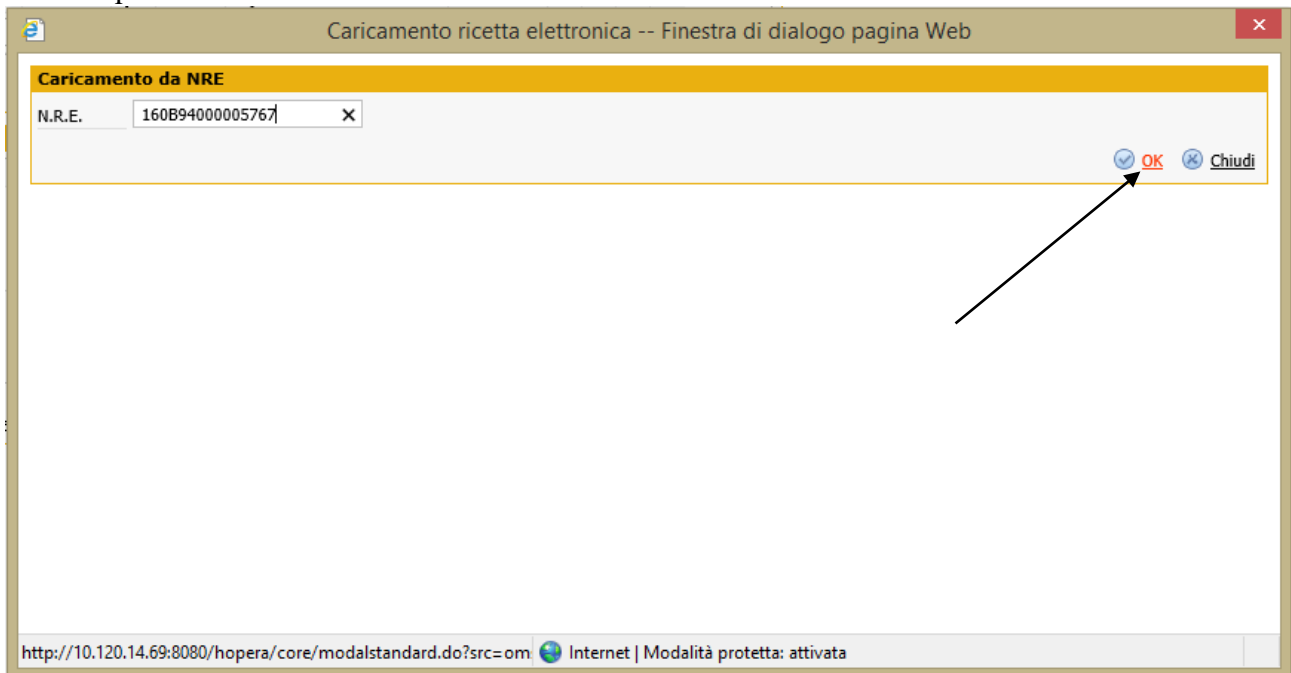 Caricamento ricetta elettronica -- Finestra di dialogo pagina Web
Caricamento da NRE
N.R.E. 160B94000005767
OK Chiudi
http://10.120.14.69:8080/hopera/core/modalstandard.do?src=om Internet | Modalità protetta: attivata